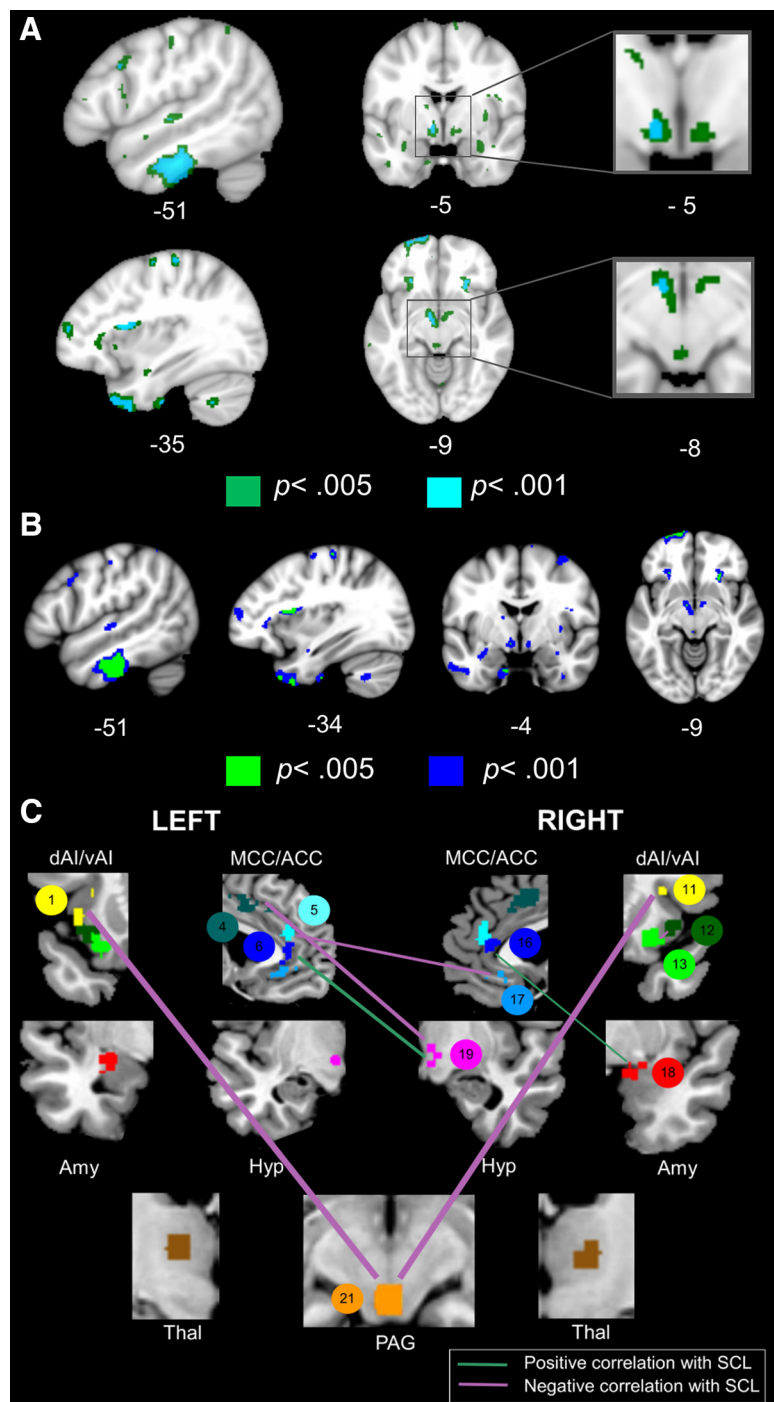 A
-51
-5
- 5
-35
-9
-8
p< .005
p< .001
B
-51
-34
-4
-9
p< .005
p< .001
C
LEFT
RIGHT
dAI/vAI
MCC/ACC
MCC/ACC
dAI/vAI
1
4
5
6
16
17
11
12
13
19
18
Amy
Hyp
Hyp
Amy
21
Thal
PAG
Thal
Positive correlation with SCL
Negative correlation with SCL